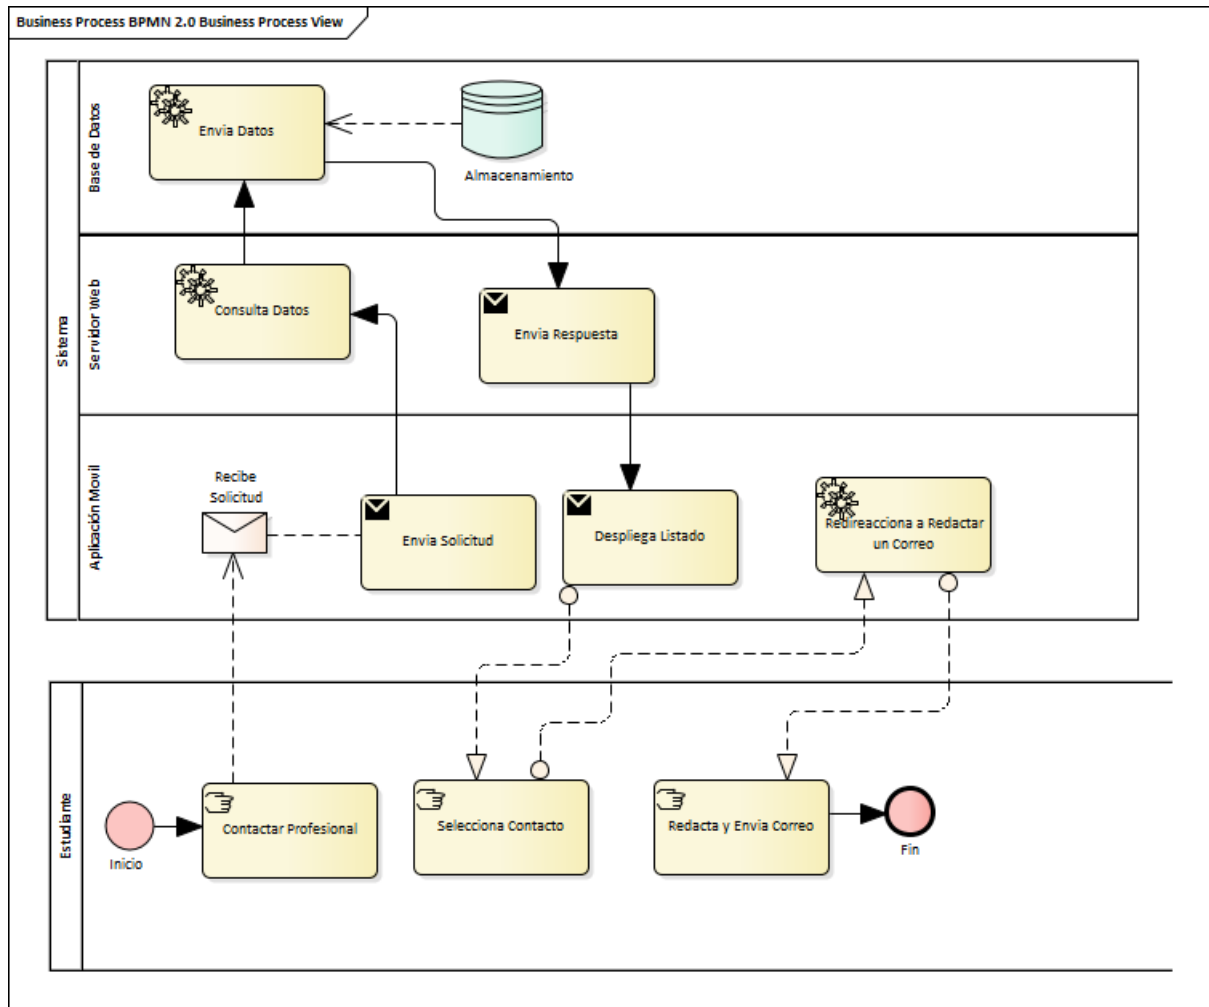 Business Process BPMN 2.0 Business Process View
Sistema
Base de Datos
Envia Datos
Almacenamiento
Servidor Web
Consulta Datos
Envia Respuesta
Aplicación Movil
Recibe
Solicitud
Envia Solicitud
Despliega Listado
Redireacciona a Redactar
un Correo
Estudiante
Inicio
Contactar Profesional
Selecciona Contacto
Redacta y Envia Correo
Fin